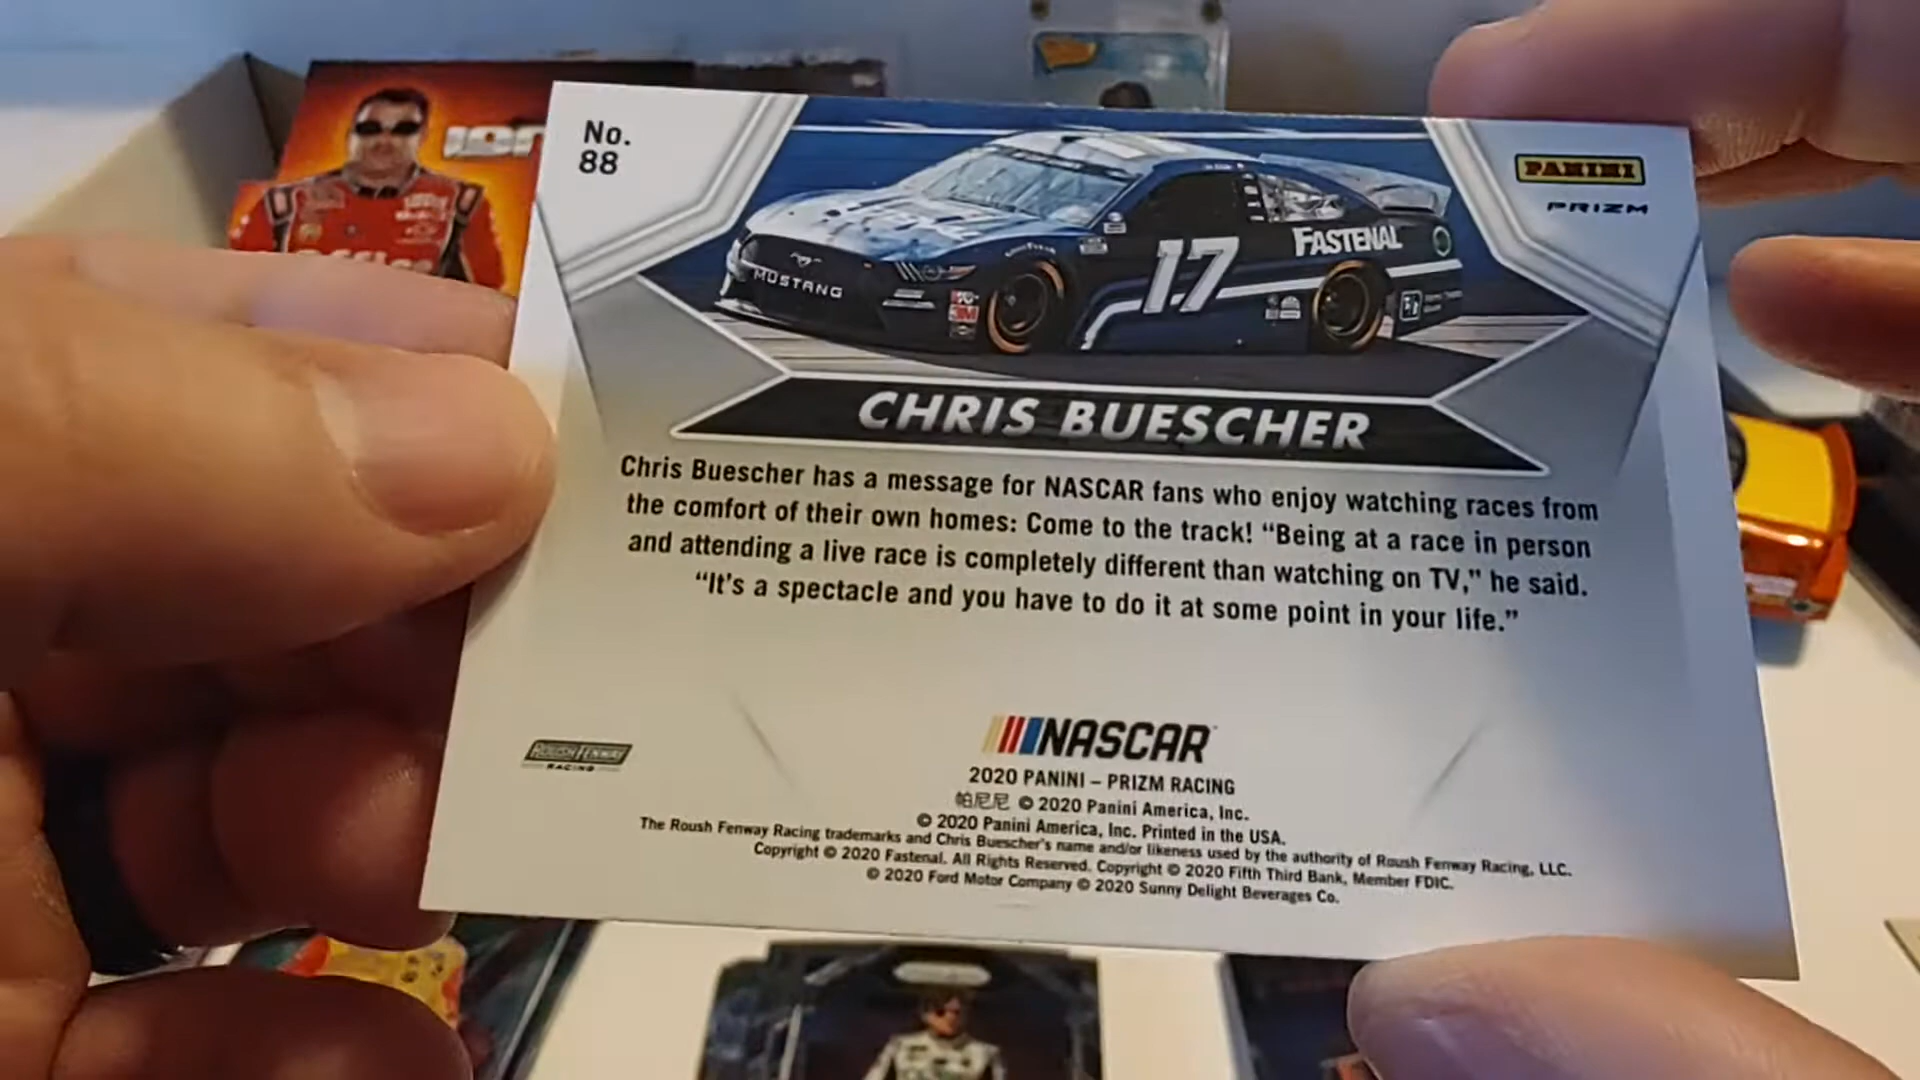 No.
88
PANINI
PRIZM
FASTENAL
17
MUSTANG
3M
CHRIS BUESCHER
Chris Buescher has a message for NASCAR fans who enjoy watching races from
the comfort of their own homes: Come to the track! “Being at a race in person
and attending a live race is completely different than watching on TV,” he said.
“It’s a spectacle and you have to do it at some point in your life.”
ROUSH FENWAY
RACING
NASCAR
2020 PANINI – PRIZM RACING
帕尼尼 © 2020 Panini America, Inc.
© 2020 Panini America, Inc. Printed in the USA.
The Roush Fenway Racing trademarks and Chris Buescher's name and/or likeness used by the authority of Roush Fenway Racing, LLC.
Copyright © 2020 Fastenal. All Rights Reserved. Copyright © 2020 Fifth Third Bank, Member FDIC.
© 2020 Ford Motor Company © 2020 Sunny Delight Beverages Co.